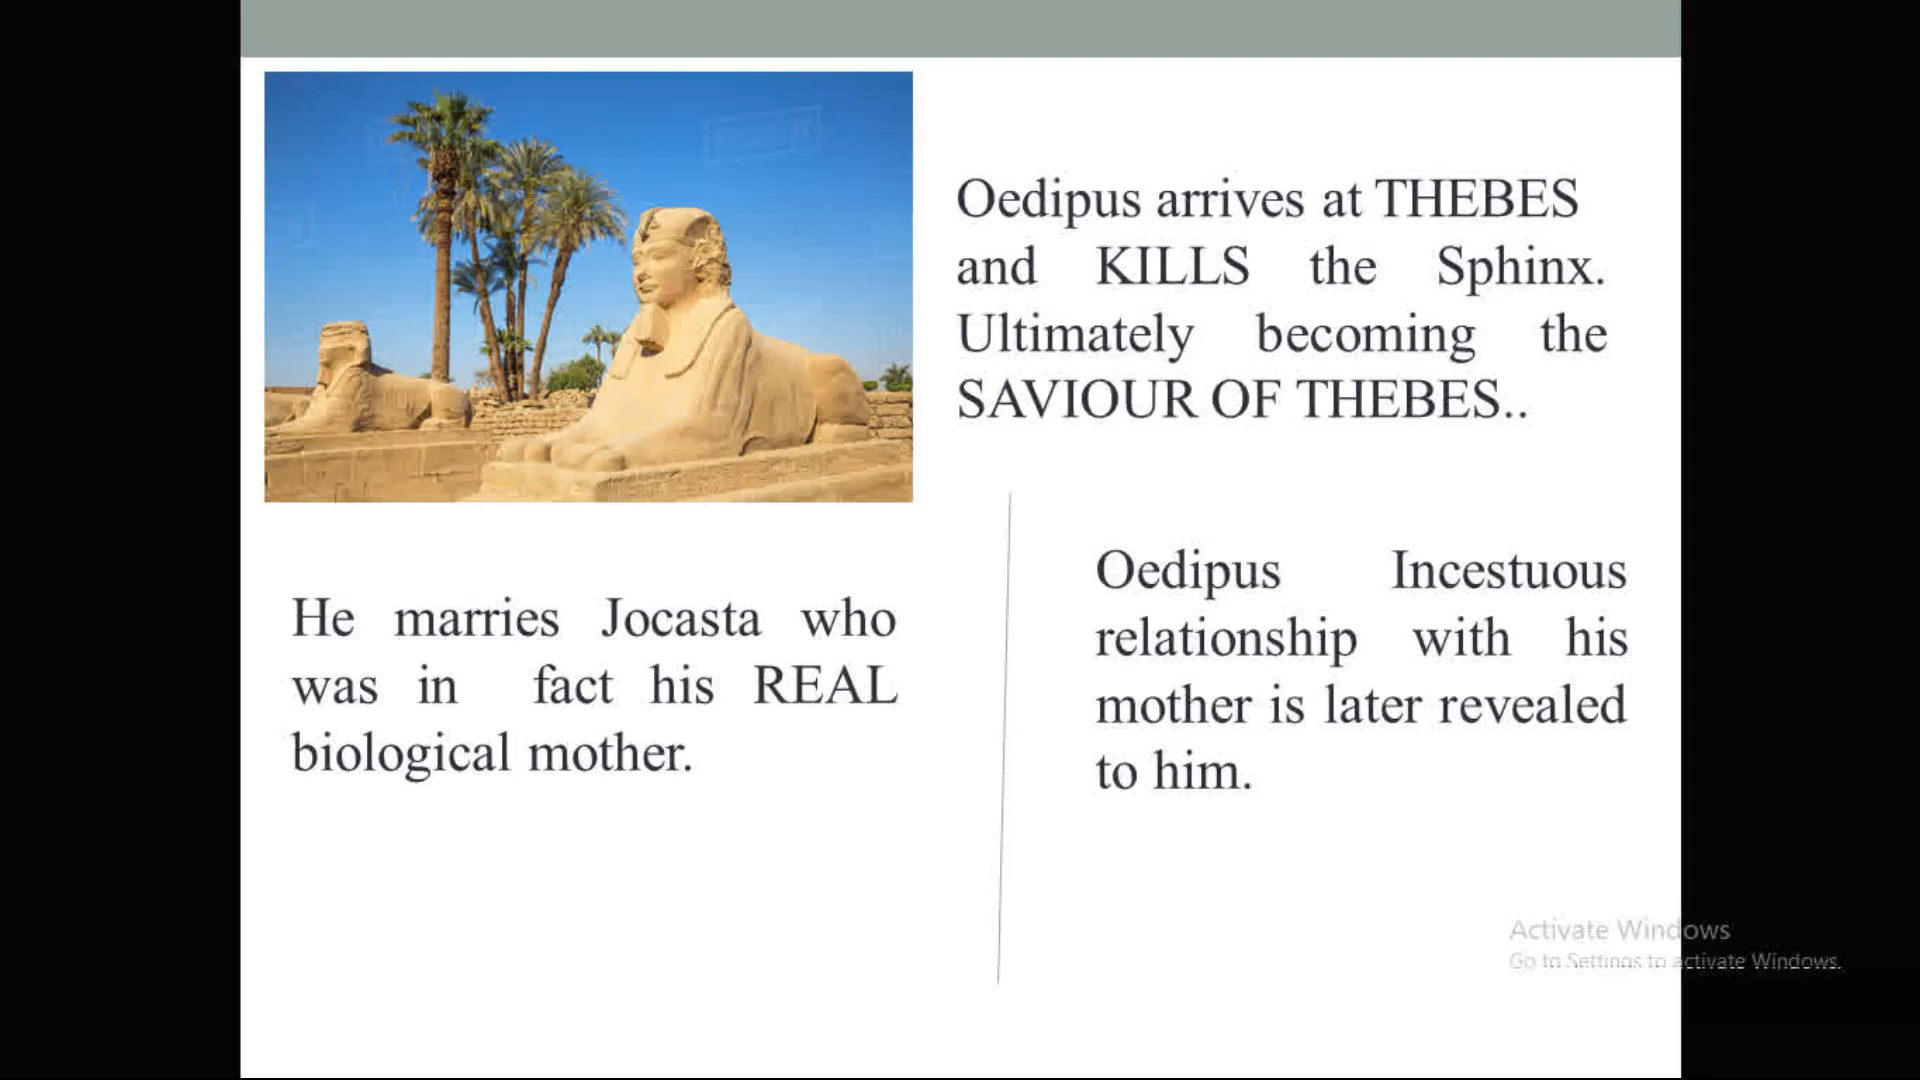 Oedipus arrives at THEBES
and KILLS the Sphinx.
Ultimately becoming the
SAVIOUR OF THEBES..
He marries Jocasta who
was in fact his REAL
biological mother.
Oedipus Incestuous
relationship with his
mother is later revealed
to him.
Activate Windows
Go to Settings to activate Windows.